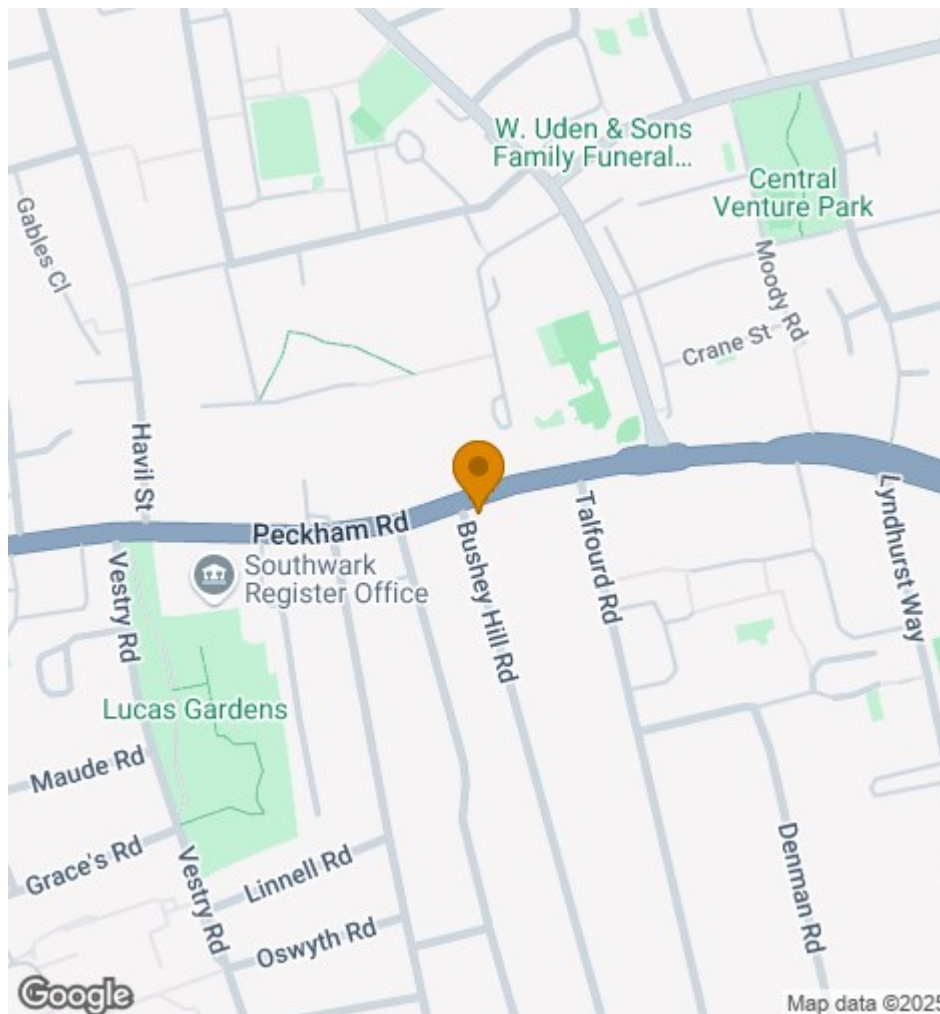 W. Uden & Sons
Family Funeral...
Central
Venture Park
Gables Cl
Moody Rd
Crane St
Havil St
Peckham Rd
Lyndhurst Way
Talfourd Rd
Bushey Hill Rd
Southwark
Register Office
Vestry Rd
Lucas Gardens
Maude Rd
Denman Rd
Grace's Rd
Linnell Rd
Vestry Rd
Oswyth Rd
Google
Map data ©2025